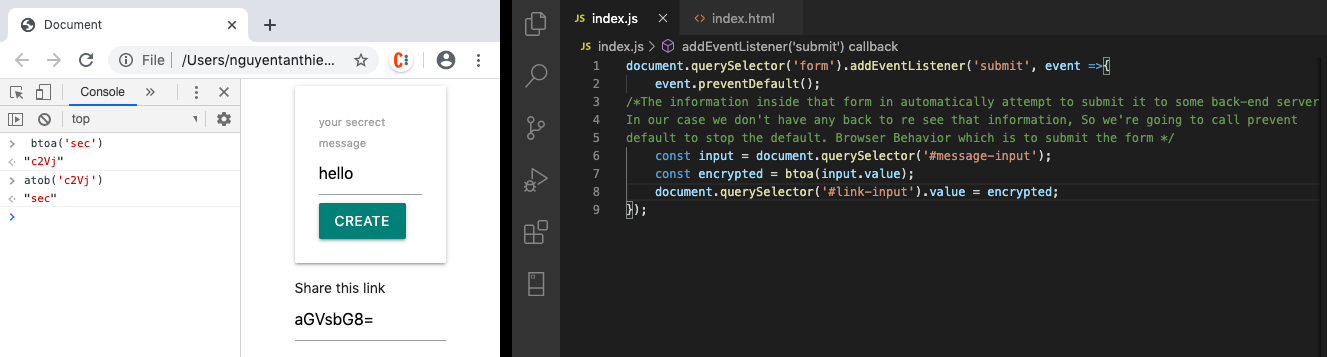 Document
File
/Users/nguyentanthie...
Console
top
btoa('sec')
"c2Vj"
atob('c2Vj')
"sec"
your secrect
message
hello
CREATE
Share this link
aGVsbG8=
JS index.js
<> index.html
JS index.js > addEventListener('submit') callback
1 document.querySelector('form').addEventListener('submit', event =>{
2 event.preventDefault();
3 /*The information inside that form in automatically attempt to submit it to some back-end server
4 In our case we don't have any back to re see that information, So we're going to call prevent
5 default to stop the default. Browser Behavior which is to submit the form */
6 const input = document.querySelector('#message-input');
7 const encrypted = btoa(input.value);
8 document.querySelector('#link-input').value = encrypted;
9 });